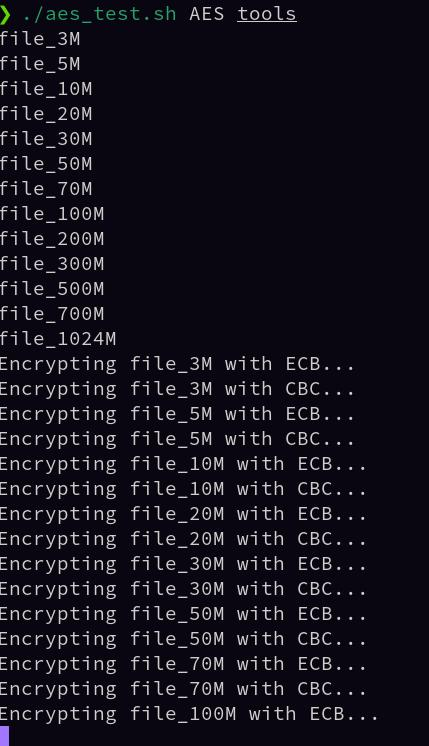 ❯ ./aes_test.sh AES tools
file_3M
file_5M
file_10M
file_20M
file_30M
file_50M
file_70M
file_100M
file_200M
file_300M
file_500M
file_700M
file_1024M
Encrypting file_3M with ECB...
Encrypting file_3M with CBC...
Encrypting file_5M with ECB...
Encrypting file_5M with CBC...
Encrypting file_10M with ECB...
Encrypting file_10M with CBC...
Encrypting file_20M with ECB...
Encrypting file_20M with CBC...
Encrypting file_30M with ECB...
Encrypting file_30M with CBC...
Encrypting file_50M with ECB...
Encrypting file_50M with CBC...
Encrypting file_70M with ECB...
Encrypting file_70M with CBC...
Encrypting file_100M with ECB...